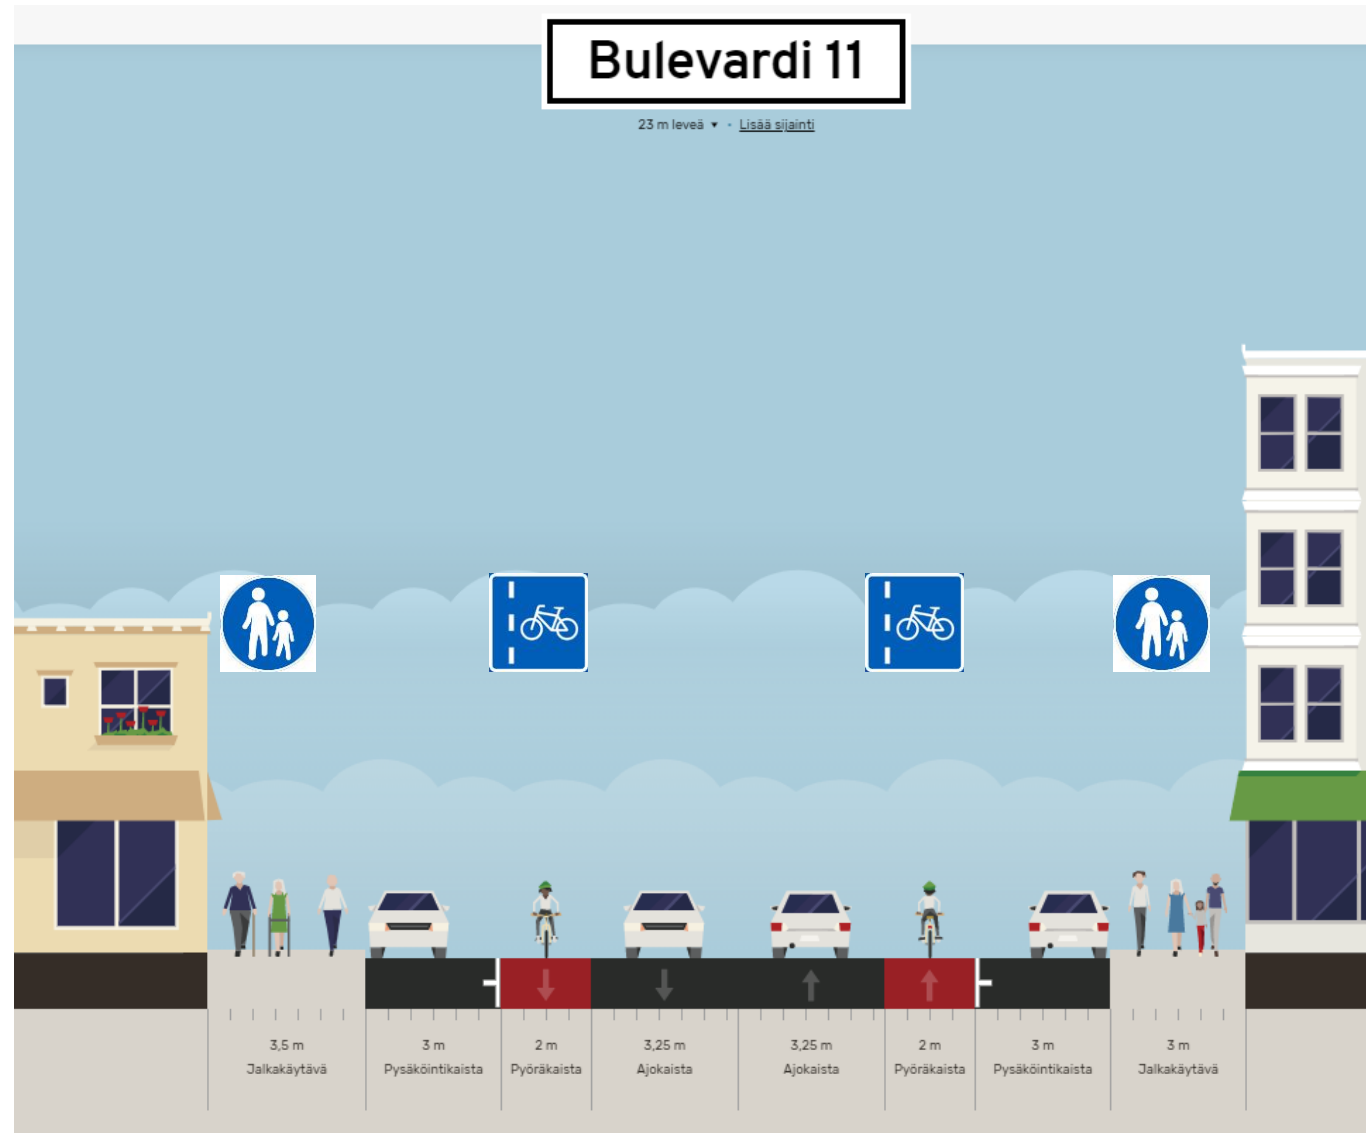 Bulevardi 11
23 m leveä ▾ · Lisää sijainti
3,5 m
Jalkakäytävä
3 m
Pysäköintikaista
2 m
Pyöräkaista
3,25 m
Ajokaista
3,25 m
Ajokaista
2 m
Pyöräkaista
3 m
Pysäköintikaista
3 m
Jalkakäytävä